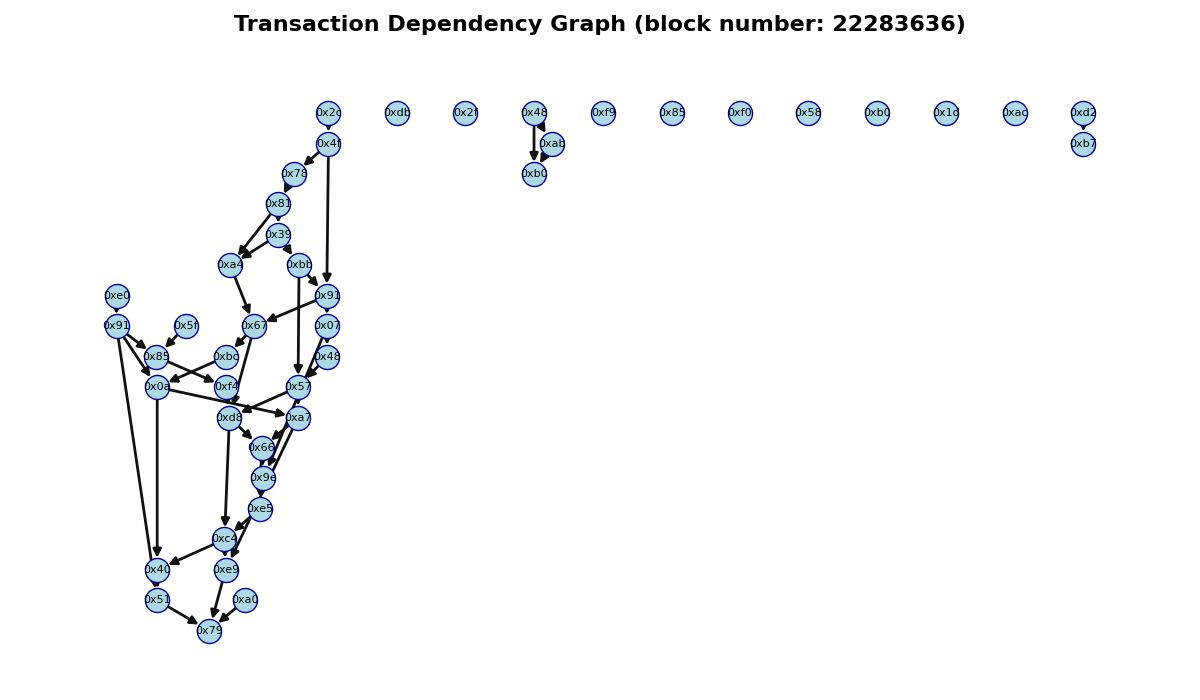 Transaction Dependency Graph (block number: 22283636)
0x2c 0xdb 0x2f 0x48 0xf9 0x85 0xf0 0x58 0xb0 0x1d 0xac 0xd2
0x4f 0xab 0xb7
0x78 0xb0
0x81
0x39
0xa4 0xbb
0xe0 0x91
0x91 0x5f 0x67 0x07
0x85 0xbc 0x48
0x0a 0xf4 0x57
0xd8 0xa7
0x66
0x9e
0xe5
0xc4
0x40 0xe9
0x51 0xa0
0x79